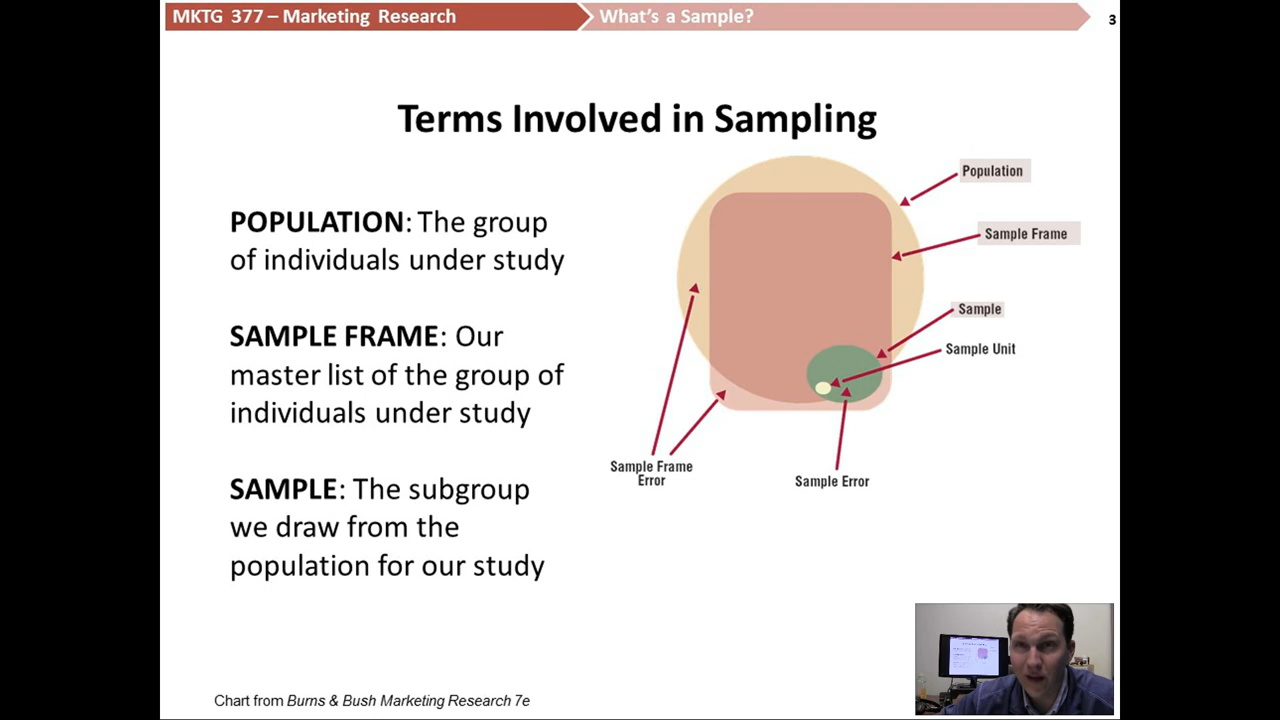 MKTG 377 – Marketing Research
What's a Sample?
3
Terms Involved in Sampling
POPULATION: The group
of individuals under study
SAMPLE FRAME: Our
master list of the group of
individuals under study
SAMPLE: The subgroup
we draw from the
population for our study
Population
Sample Frame
Sample
Sample Unit
Sample Frame
Error
Sample Error
Chart from Burns & Bush Marketing Research 7e